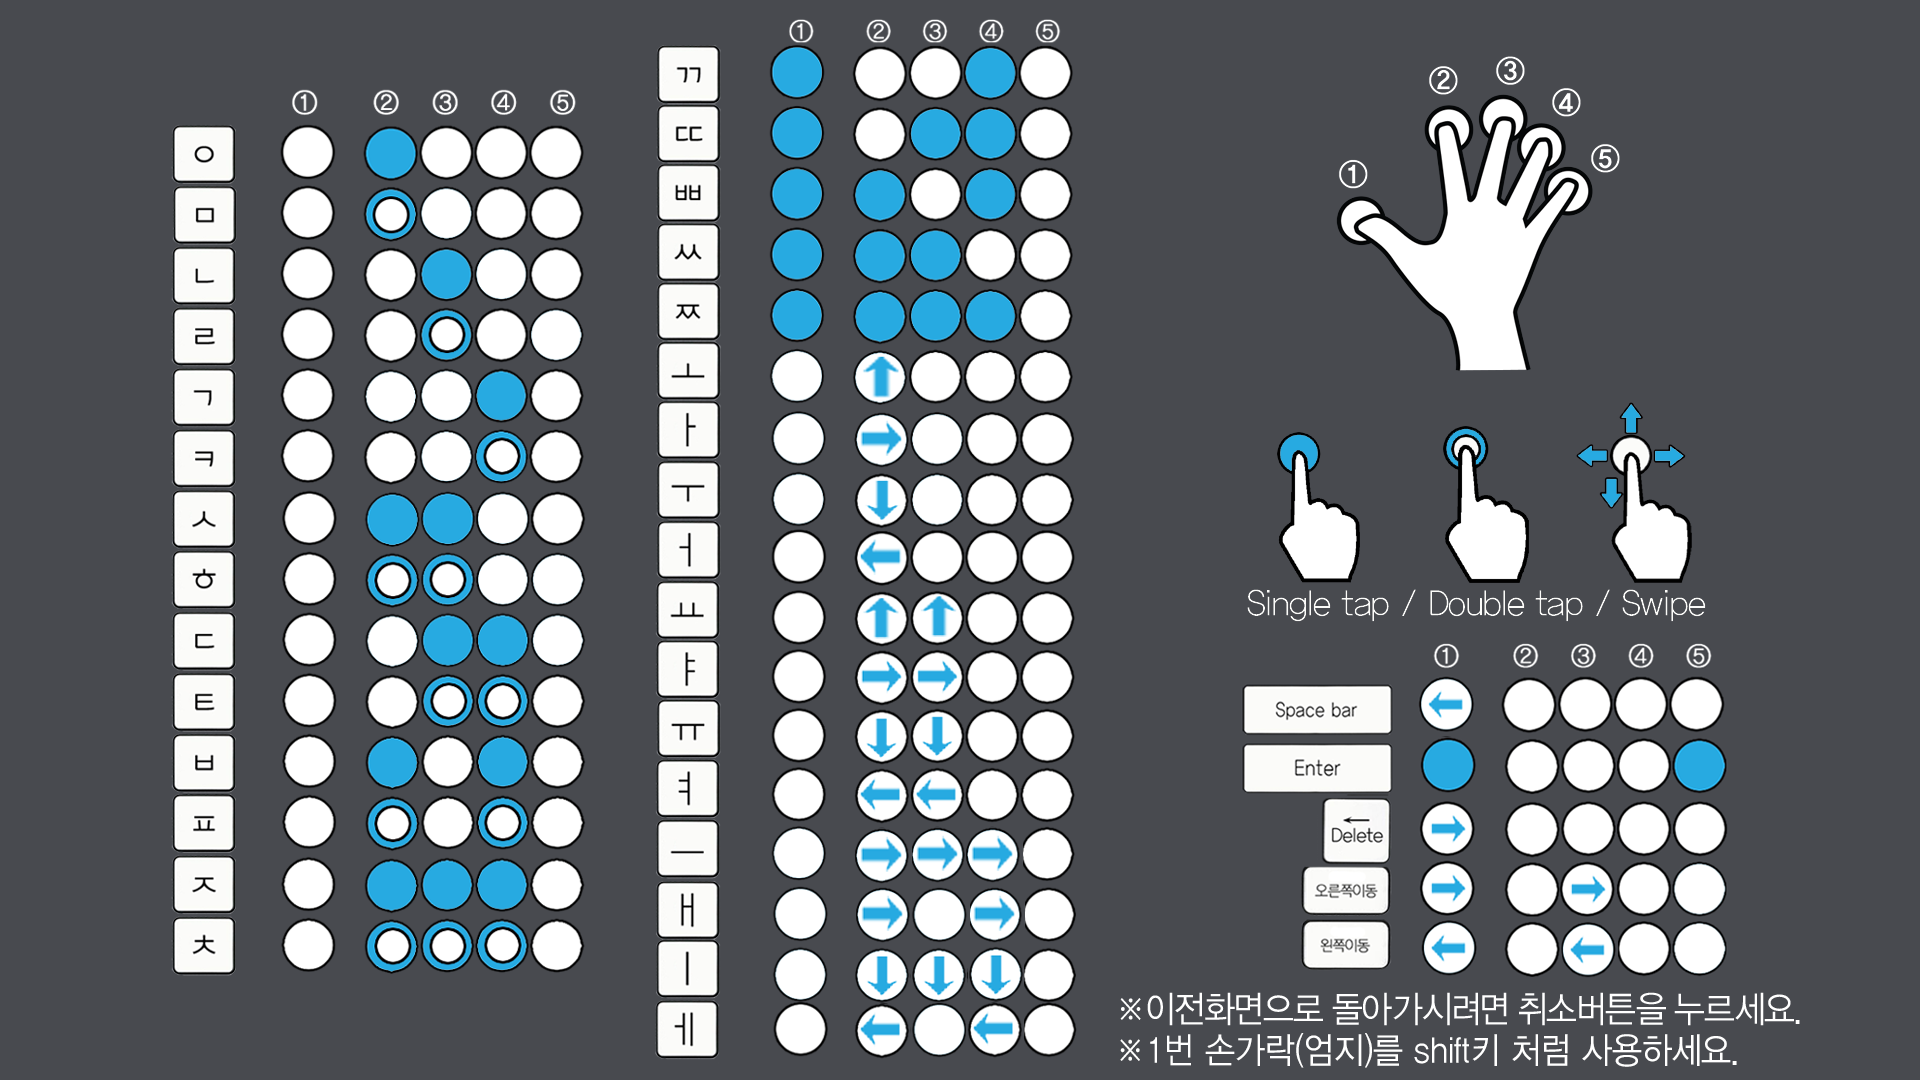 ① ② ③ ④ ⑤
ㅇ
ㅁ
ㄴ
ㄹ
ㄱ
ㅋ
ㅅ
ㅎ
ㄷ
ㅌ
ㅂ
ㅍ
ㅈ
ㅊ
① ② ③ ④ ⑤
ㄲ
ㄸ
ㅃ
ㅆ
ㅉ
ㅗ
ㅏ
ㅜ
ㅓ
ㅛ
ㅑ
ㅠ
ㅕ
ㅡ
ㅐ
ㅣ
ㅔ
① ② ③ ④ ⑤
Single tap / Double tap / Swipe
① ② ③ ④ ⑤
Space bar
Enter
←
Delete
오른쪽이동
왼쪽이동
※이전화면으로 돌아가시려면 취소버튼을 누르세요.
※1번 손가락(엄지)를 shift키 처럼 사용하세요.